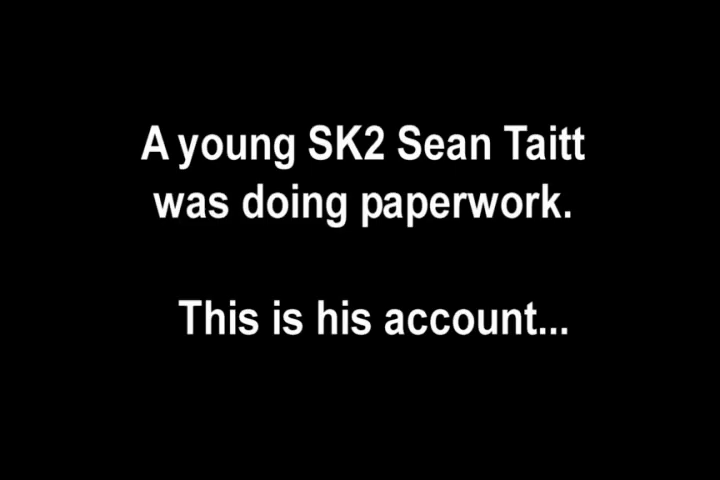 A young SK2 Sean Taitt
was doing paperwork.
This is his account...